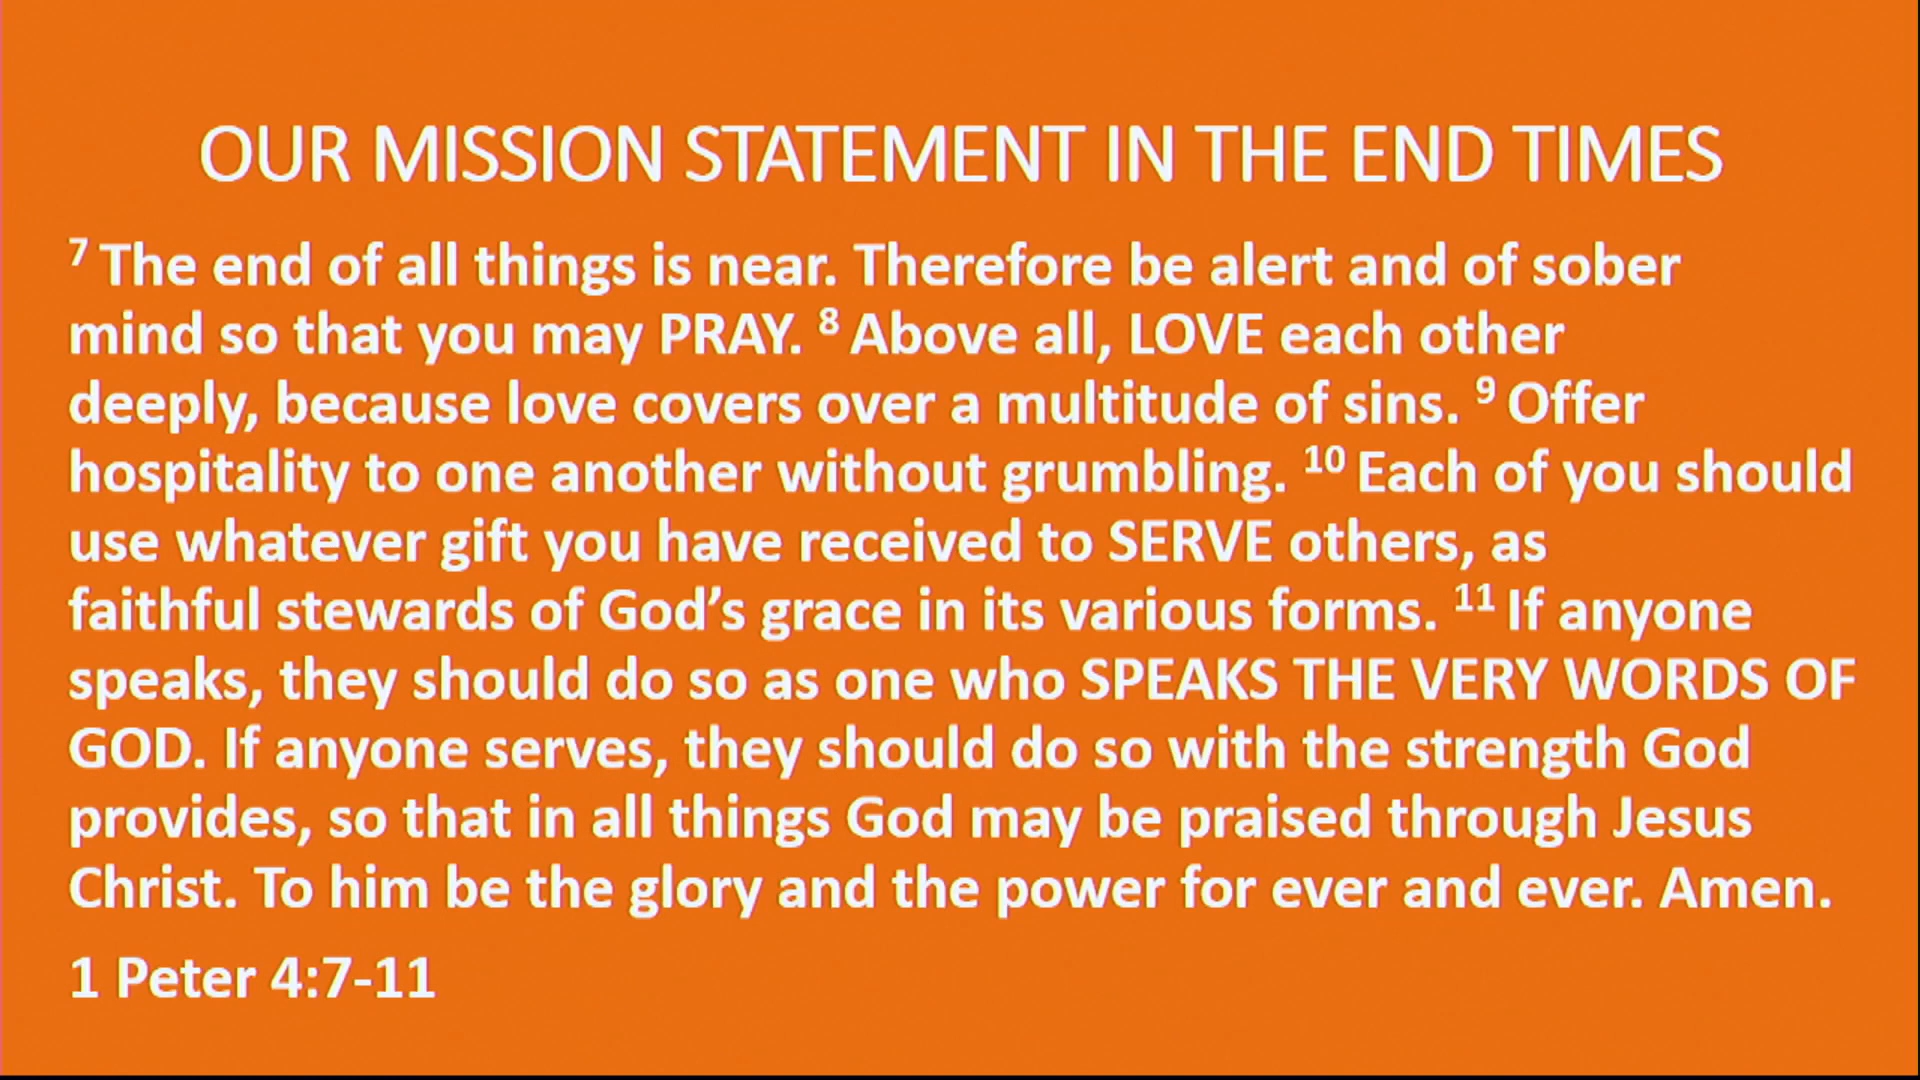 OUR MISSION STATEMENT IN THE END TIMES
7 The end of all things is near. Therefore be alert and of sober
mind so that you may PRAY. 8 Above all, LOVE each other
deeply, because love covers over a multitude of sins. 9 Offer
hospitality to one another without grumbling. 10 Each of you should
use whatever gift you have received to SERVE others, as
faithful stewards of God’s grace in its various forms. 11 If anyone
speaks, they should do so as one who SPEAKS THE VERY WORDS OF
GOD. If anyone serves, they should do so with the strength God
provides, so that in all things God may be praised through Jesus
Christ. To him be the glory and the power for ever and ever. Amen.
1 Peter 4:7-11